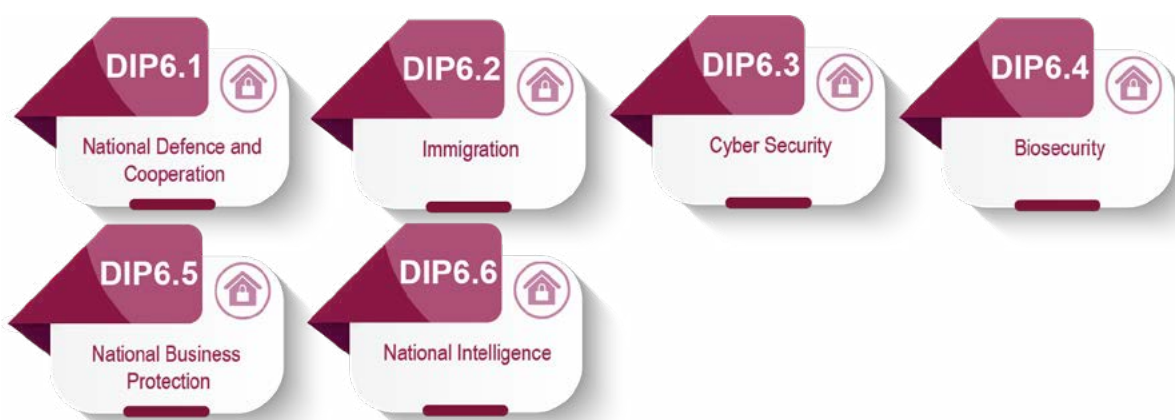 DIP6.1
National Defence and
Cooperation
DIP6.2
Immigration
DIP6.3
Cyber Security
DIP6.4
Biosecurity
DIP6.5
National Business
Protection
DIP6.6
National Intelligence